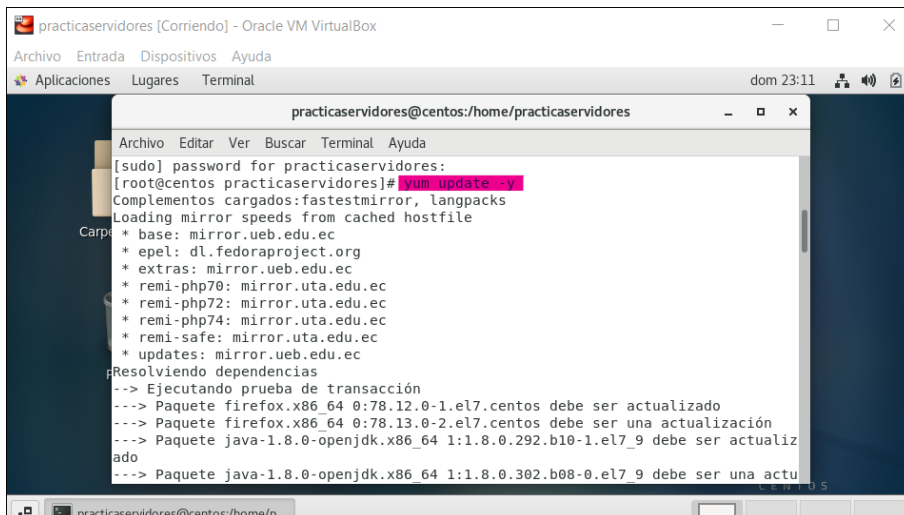 practicaservidores [Corriendo] - Oracle VM VirtualBox
Archivo Entrada Dispositivos Ayuda
Aplicaciones Lugares Terminal dom 23:11
practicaservidores@centos:/home/practicaservidores
Archivo Editar Ver Buscar Terminal Ayuda
[sudo] password for practicaservidores:
[root@centos practicaservidores]# yum update -y
Complementos cargados:fastestmirror, langpacks
Loading mirror speeds from cached hostfile
 * base: mirror.ueb.edu.ec
Carpe
 * epel: dl.fedoraproject.org
 * extras: mirror.ueb.edu.ec
 * remi-php70: mirror.uta.edu.ec
 * remi-php72: mirror.uta.edu.ec
 * remi-php74: mirror.uta.edu.ec
 * remi-safe: mirror.uta.edu.ec
 * updates: mirror.ueb.edu.ec
Resolviendo dependencias
--> Ejecutando prueba de transacción
---> Paquete firefox.x86_64 0:78.12.0-1.el7.centos debe ser actualizado
---> Paquete firefox.x86_64 0:78.13.0-2.el7.centos debe ser una actualización
---> Paquete java-1.8.0-openjdk.x86_64 1:1.8.0.292.b10-1.el7_9 debe ser actualiz
ado
---> Paquete java-1.8.0-openjdk.x86_64 1:1.8.0.302.b08-0.el7_9 debe ser una actu
CENTOS
practicaservidores@centos:/home/p...